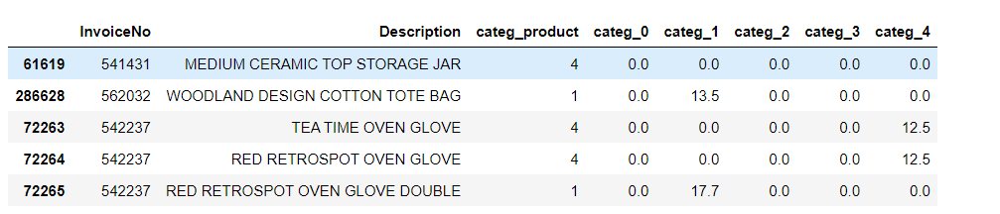 InvoiceNo Description categ_product categ_0 categ_1 categ_2 categ_3 categ_4
61619 541431 MEDIUM CERAMIC TOP STORAGE JAR 4 0.0 0.0 0.0 0.0 0.0
286628 562032 WOODLAND DESIGN COTTON TOTE BAG 1 0.0 13.5 0.0 0.0 0.0
72263 542237 TEA TIME OVEN GLOVE 4 0.0 0.0 0.0 0.0 12.5
72264 542237 RED RETROSPOT OVEN GLOVE 4 0.0 0.0 0.0 0.0 12.5
72265 542237 RED RETROSPOT OVEN GLOVE DOUBLE 1 0.0 17.7 0.0 0.0 0.0